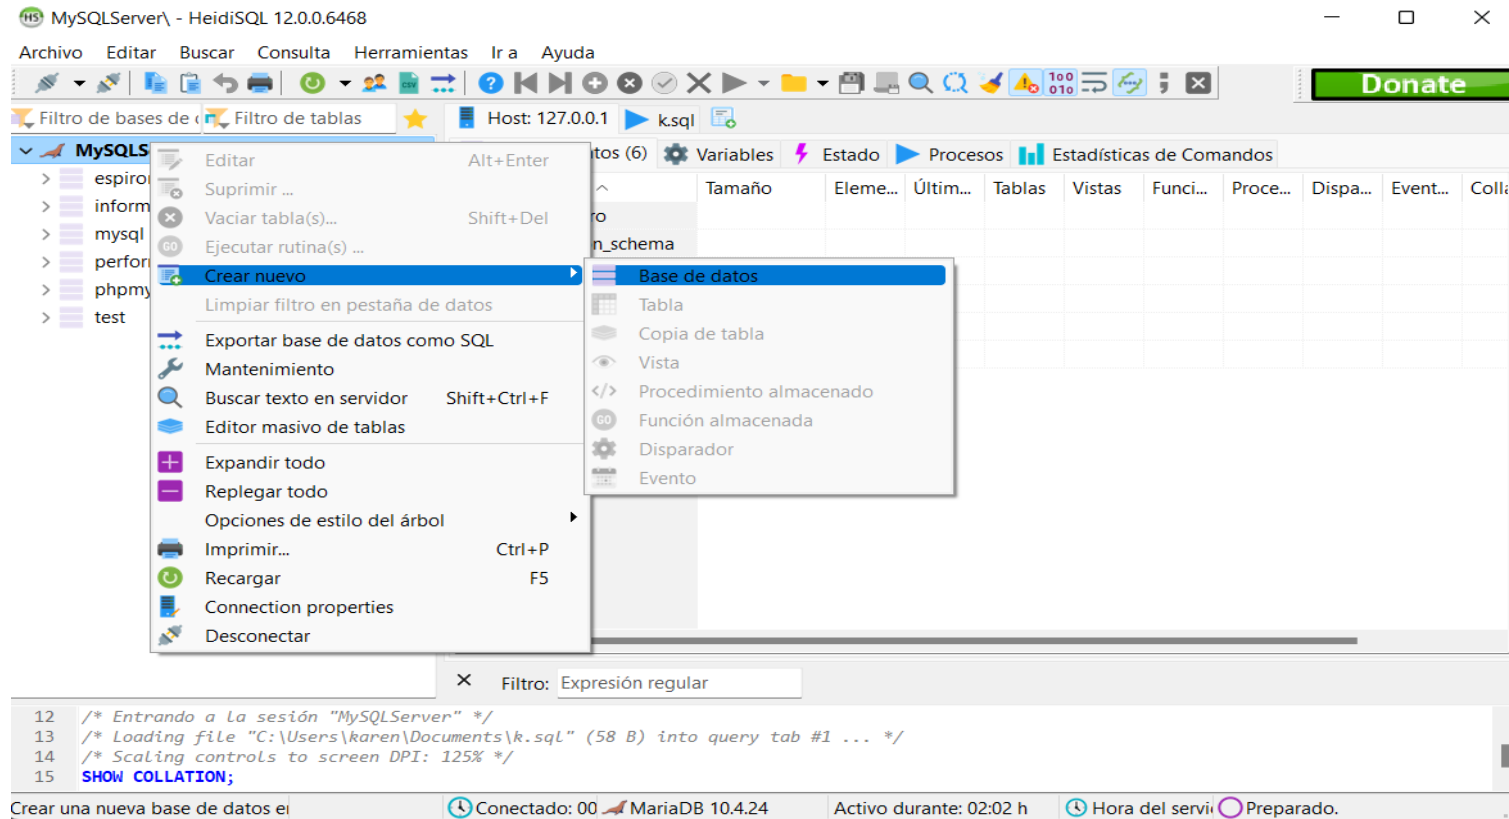 MySQLServer\ - HeidiSQL 12.0.0.6468
Archivo Editar Buscar Consulta Herramientas Ir a Ayuda
Donate
Filtro de bases de Filtro de tablas
Host: 127.0.0.1 k.sql
MySQLS
tos (6) Variables Estado Procesos Estadísticas de Comandos
espiro
inform
mysql
perfor
phpmy
test
Tamaño Eleme... Últim... Tablas Vistas Funci... Proce... Dispa... Event... Colla
ro
n_schema
Editar Alt+Enter
Suprimir ...
Vaciar tabla(s)... Shift+Del
Ejecutar rutina(s) ...
Crear nuevo
Limpiar filtro en pestaña de datos
Exportar base de datos como SQL
Mantenimiento
Buscar texto en servidor Shift+Ctrl+F
Editor masivo de tablas
Expandir todo
Replegar todo
Opciones de estilo del árbol
Imprimir... Ctrl+P
Recargar F5
Connection properties
Desconectar
Base de datos
Tabla
Copia de tabla
Vista
Procedimiento almacenado
Función almacenada
Disparador
Evento
Filtro: Expresión regular
12 /* Entrando a la sesión "MySQLServer" */
13 /* Loading file "C:\Users\karen\Documents\k.sql" (58 B) into query tab #1 ... */
14 /* Scaling controls to screen DPI: 125% */
15 SHOW COLLATION;
Crear una nueva base de datos e Conectado: 00 MariaDB 10.4.24 Activo durante: 02:02 h Hora del servi Preparado.